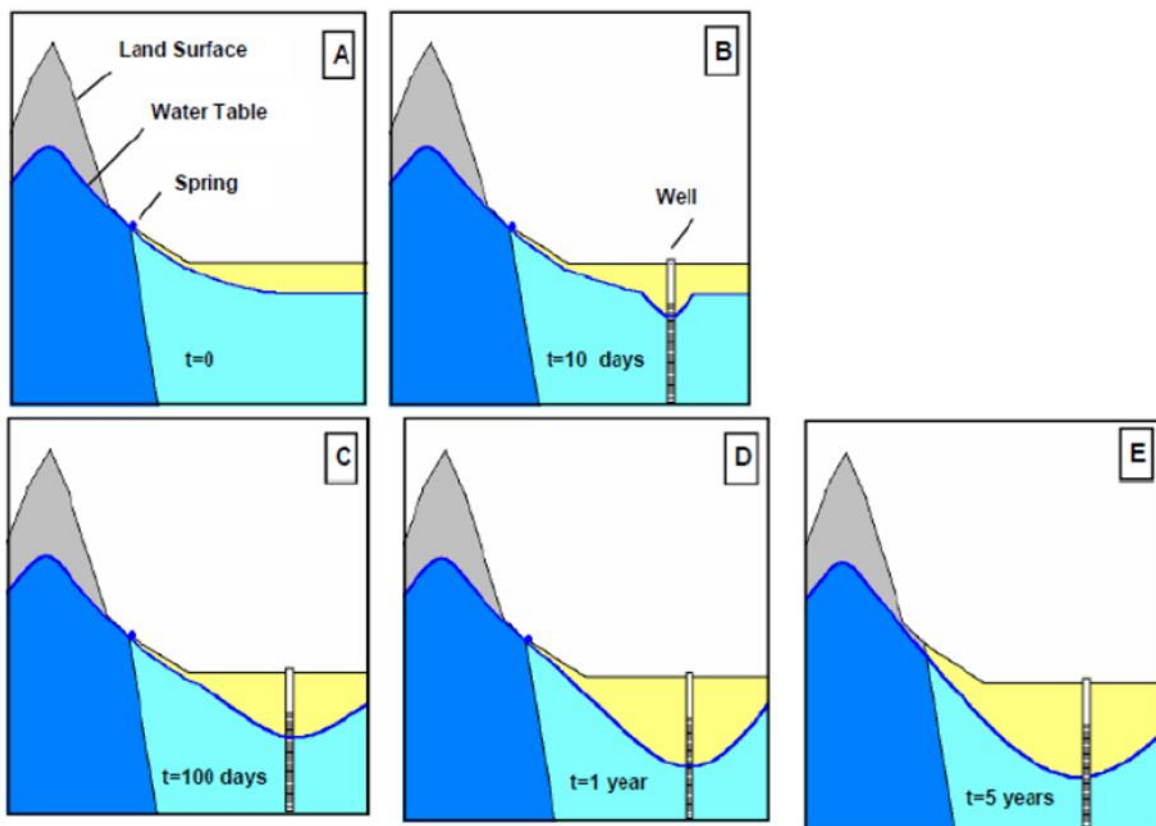 A
Land Surface
Water Table
Spring
t=0
B
Well
t=10 days
C
t=100 days
D
t=1 year
E
t=5 years